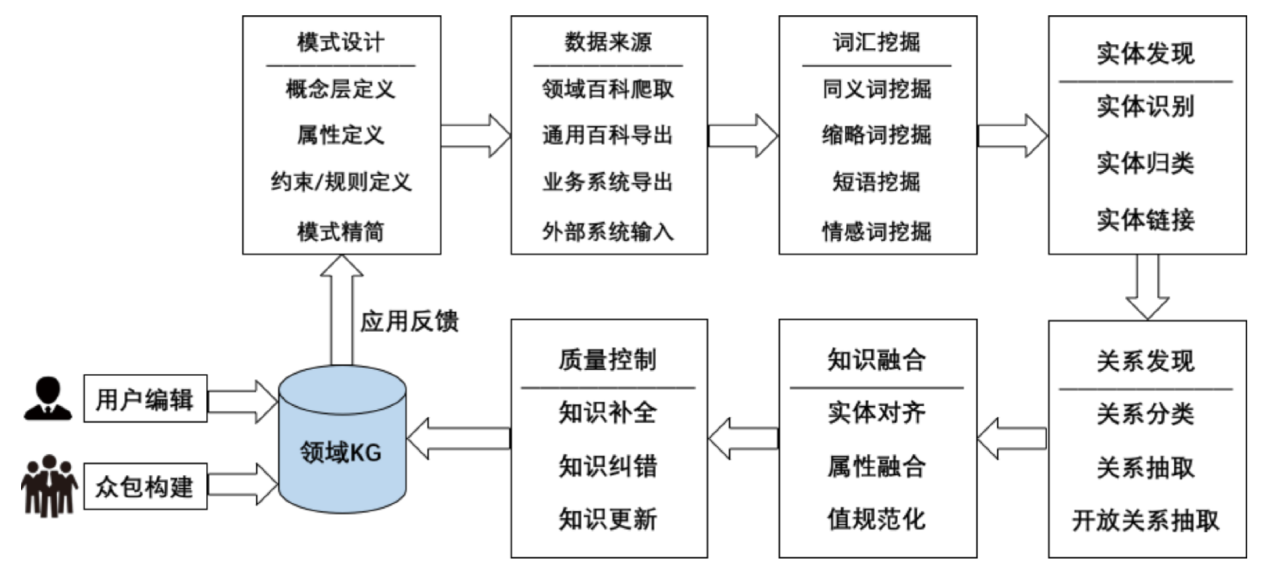 模式设计
概念层定义
属性定义
约束/规则定义
模式精简
数据来源
领域百科爬取
通用百科导出
业务系统导出
外部系统输入
词汇挖掘
同义词挖掘
缩略词挖掘
短语挖掘
情感词挖掘
实体发现
实体识别
实体归类
实体链接
关系发现
关系分类
关系抽取
开放关系抽取
知识融合
实体对齐
属性融合
值规范化
质量控制
知识补全
知识纠错
知识更新
领域KG
应用反馈
用户编辑
众包构建